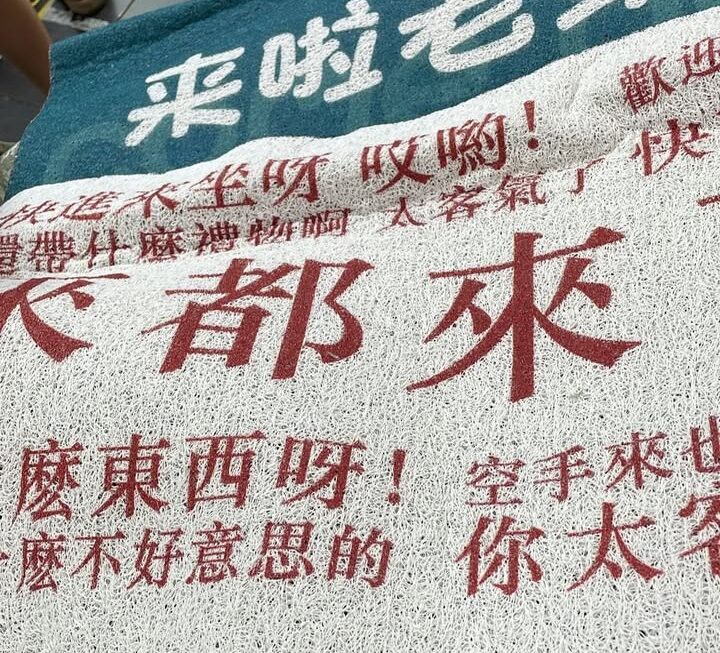 来啦老
歡迎
快進來坐呀 哎喲! 快
還帶什麼禮物啊 太客氣了
來都來
麼東西呀! 空手來也
麼不好意思的 你太客